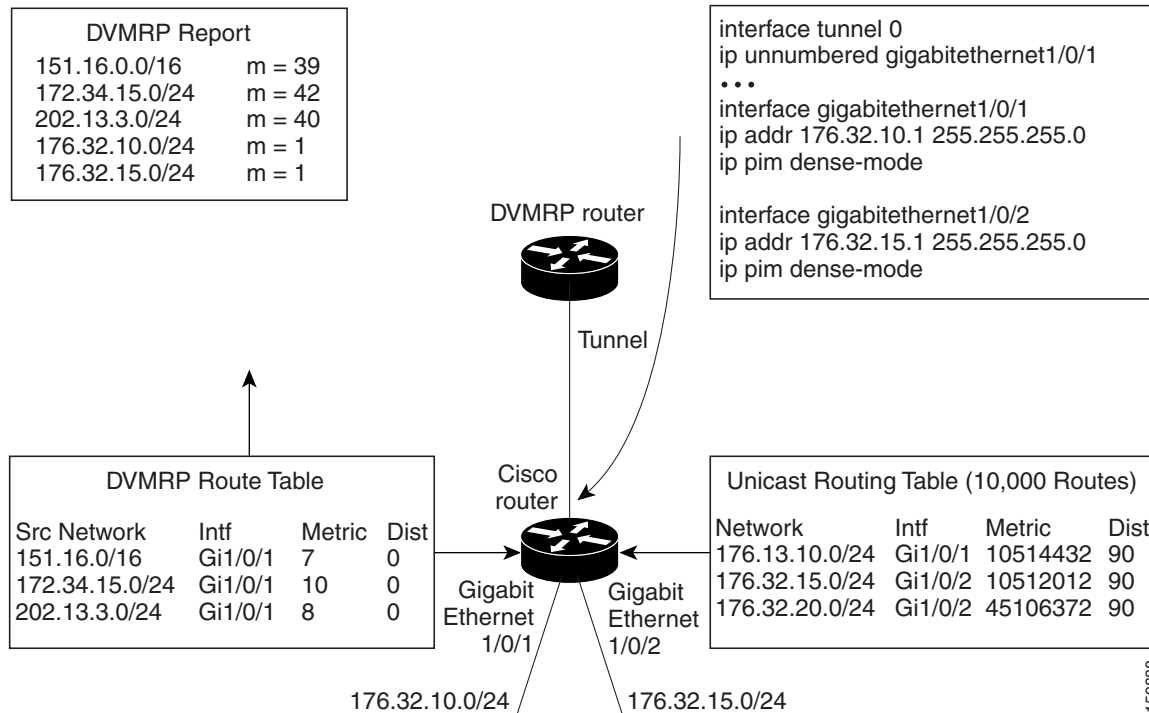 DVMRP Report
151.16.0.0/16 m = 39
172.34.15.0/24 m = 42
202.13.3.0/24 m = 40
176.32.10.0/24 m = 1
176.32.15.0/24 m = 1
interface tunnel 0
ip unnumbered gigabitethernet1/0/1
• • •
interface gigabitethernet1/0/1
ip addr 176.32.10.1 255.255.255.0
ip pim dense-mode
interface gigabitethernet1/0/2
ip addr 176.32.15.1 255.255.255.0
ip pim dense-mode
DVMRP router
Tunnel
DVMRP Route Table
Src Network Intf Metric Dist
151.16.0/16 Gi1/0/1 7 0
172.34.15.0/24 Gi1/0/1 10 0
202.13.3.0/24 Gi1/0/1 8 0
Cisco
router
Unicast Routing Table (10,000 Routes)
Network Intf Metric Dist
176.13.10.0/24 Gi1/0/1 10514432 90
176.32.15.0/24 Gi1/0/2 10512012 90
176.32.20.0/24 Gi1/0/2 45106372 90
Gigabit
Ethernet
1/0/1
Gigabit
Ethernet
1/0/2
176.32.10.0/24
176.32.15.0/24